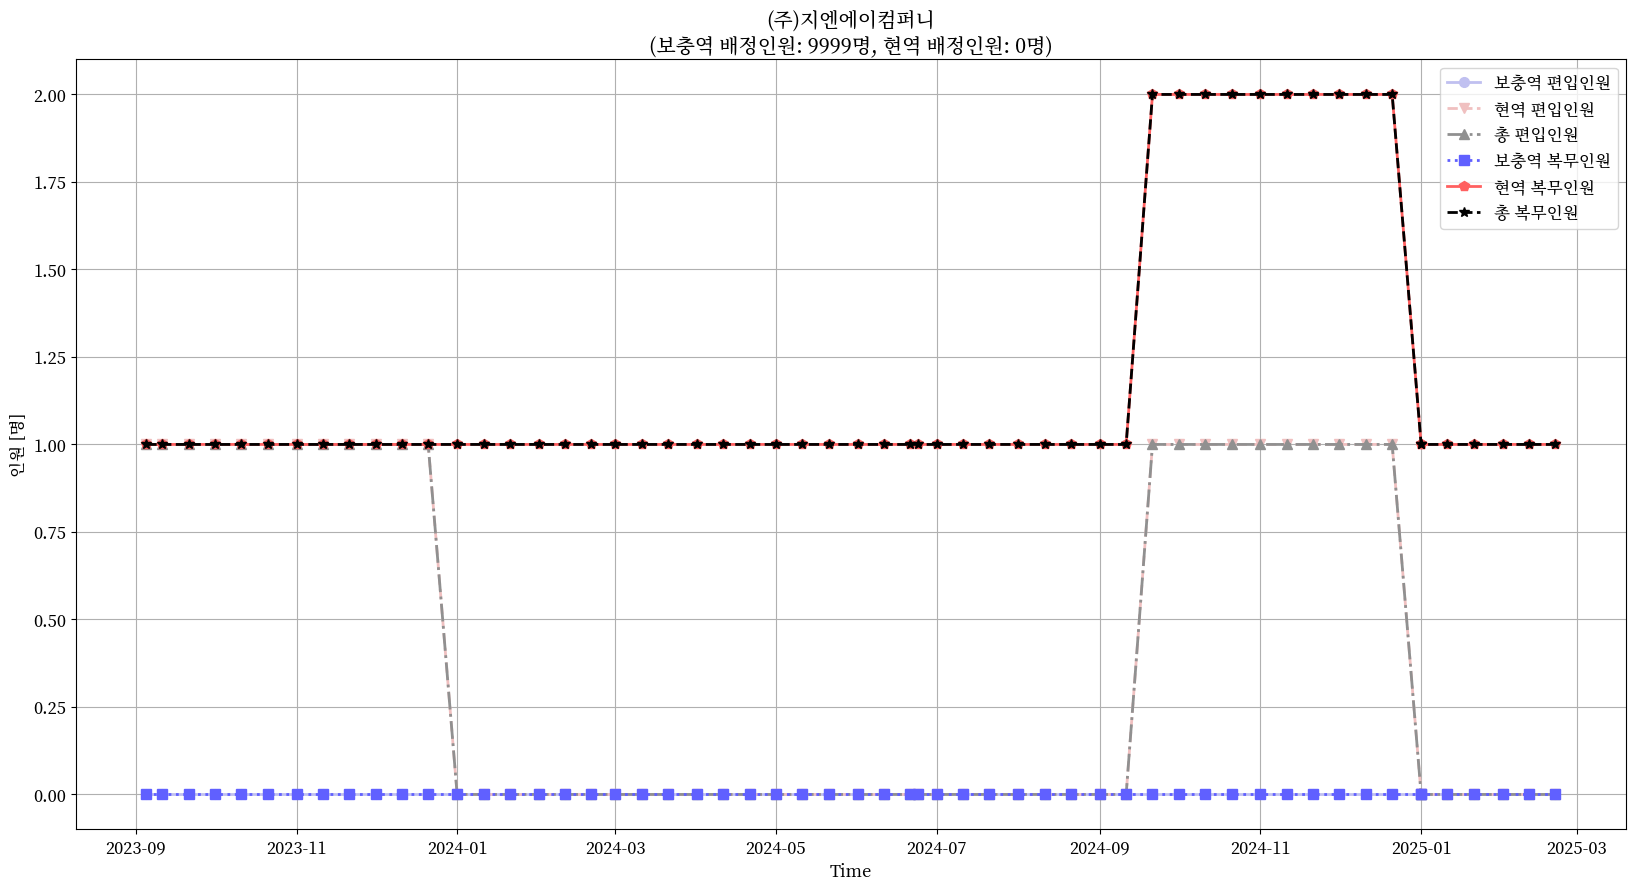 (주)지엔에이컴퍼니
(보충역 배정인원: 9999명, 현역 배정인원: 0명)
보충역 편입인원
현역 편입인원
총 편입인원
보충역 복무인원
현역 복무인원
총 복무인원
인원 [명]
2.00
1.75
1.50
1.25
1.00
0.75
0.50
0.25
0.00
2023-09
2023-11
2024-01
2024-03
2024-05
2024-07
2024-09
2024-11
2025-01
2025-03
Time